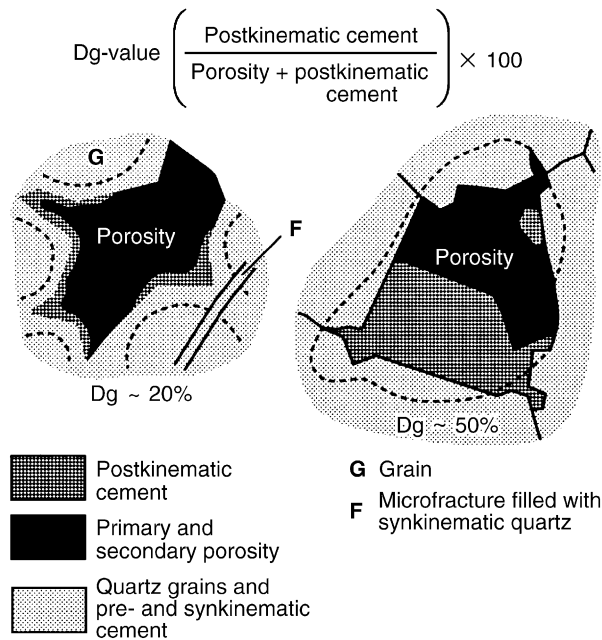 Dg-value ( Postkinematic cement / Porosity + postkinematic cement ) × 100
G
Porosity
F
Porosity
Dg ~ 20%
Dg ~ 50%
Postkinematic
cement
Primary and
secondary porosity
Quartz grains and
pre- and synkinematic
cement
G Grain
F Microfracture filled with
synkinematic quartz